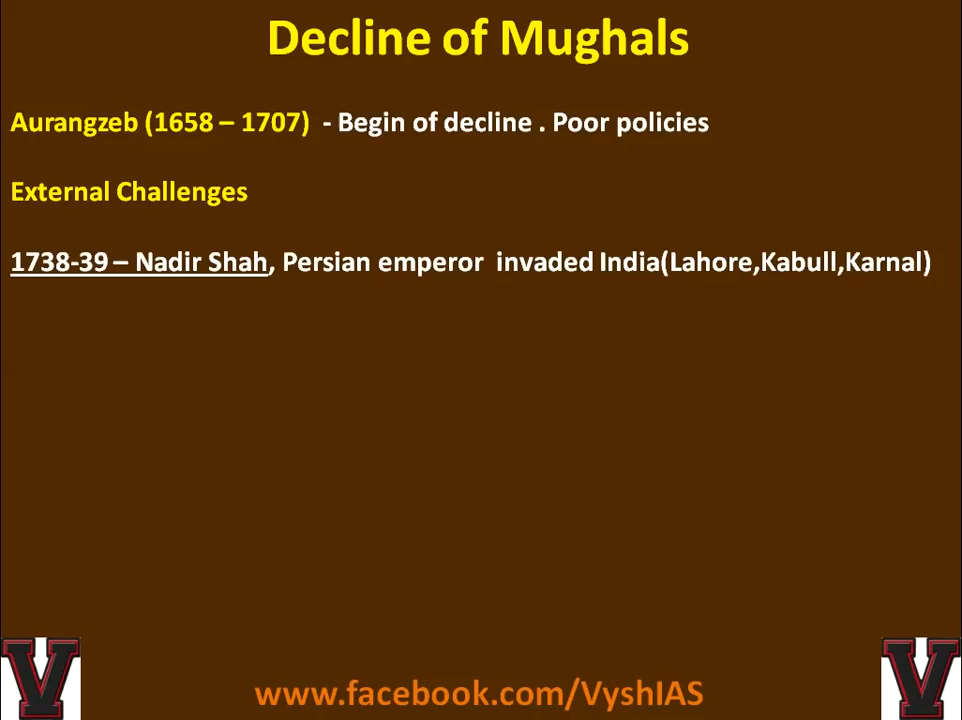 Decline of Mughals
Aurangzeb (1658 – 1707) - Begin of decline . Poor policies
External Challenges
1738-39 – Nadir Shah, Persian emperor invaded India(Lahore,Kabull,Karnal)
V
V
www.facebook.com/VyshIAS